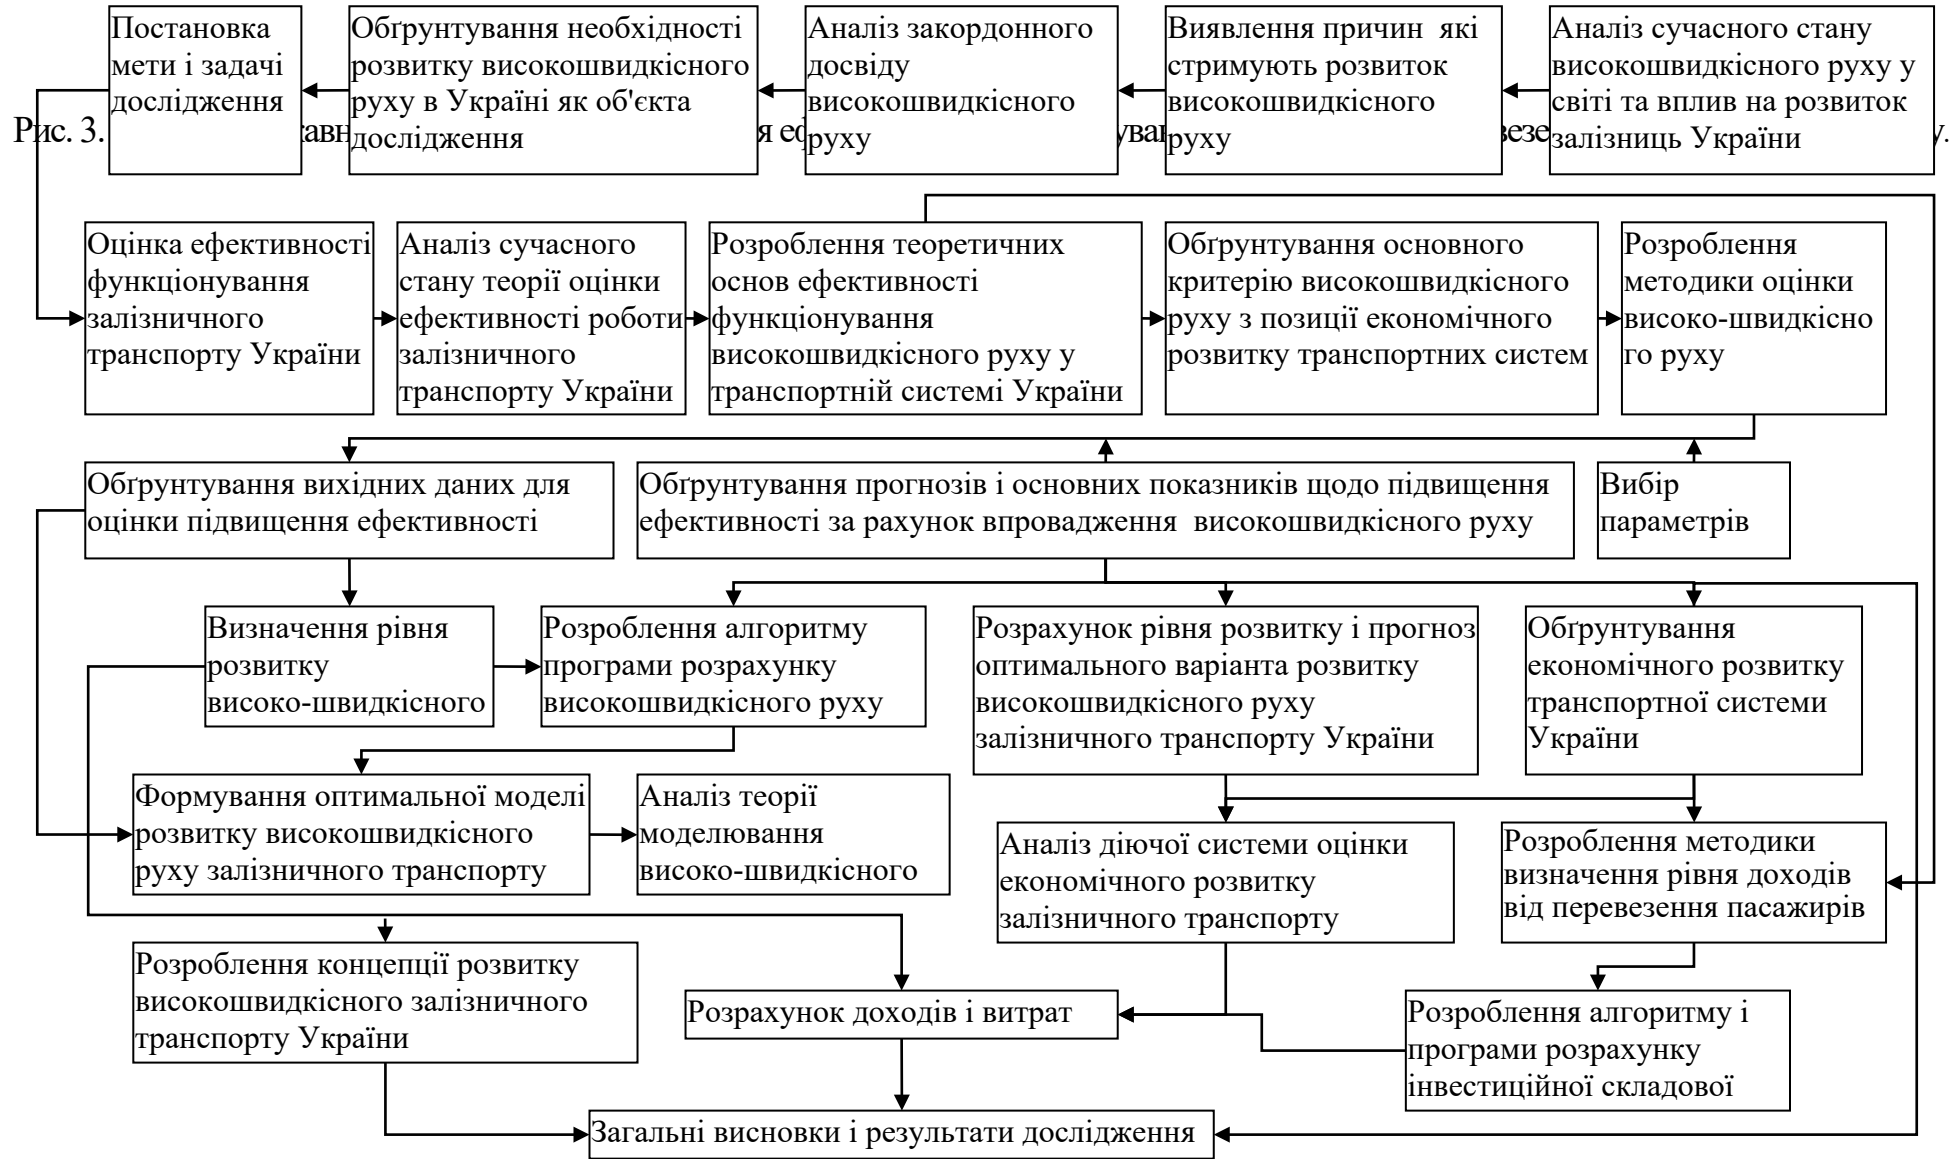 Постановка
мети і задачі
дослідження
Обґрунтування необхідності
розвитку високошвидкісного
руху в Україні як об'єкта
дослідження
Аналіз закордонного
досвіду
високошвидкісного
руху
Виявлення причин які
стримують розвиток
високошвидкісного
руху
Аналіз сучасного стану
високошвидкісного руху у
світі та вплив на розвиток
залізниць України
Рис. 3.
Оцінка ефективності
функціонування
залізничного
транспорту України
Аналіз сучасного
стану теорії оцінки
ефективності роботи
залізничного
транспорту України
Розроблення теоретичних
основ ефективності
функціонування
високошвидкісного руху у
транспортній системі України
Обґрунтування основного
критерію високошвидкісного
руху з позиції економічного
розвитку транспортних систем
Розроблення
методики оцінки
високо-швидкісно
го руху
Обґрунтування вихідних даних для
оцінки підвищення ефективності
Обґрунтування прогнозів і основних показників щодо підвищення
ефективності за рахунок впровадження високошвидкісного руху
Вибір
параметрів
Визначення рівня
розвитку
високо-швидкісного
Розроблення алгоритму
програми розрахунку
високошвидкісного руху
Розрахунок рівня розвитку і прогноз
оптимального варіанта розвитку
високошвидкісного руху
залізничного транспорту України
Обґрунтування
економічного розвитку
транспортної системи
України
Формування оптимальної моделі
розвитку високошвидкісного
руху залізничного транспорту
Аналіз теорії
моделювання
високо-швидкісного
Аналіз діючої системи оцінки
економічного розвитку
залізничного транспорту
Розроблення методики
визначення рівня доходів
від перевезення пасажирів
Розроблення концепції розвитку
високошвидкісного залізничного
транспорту України
Розрахунок доходів і витрат
Розроблення алгоритму і
програми розрахунку
інвестиційної складової
Загальні висновки і результати дослідження